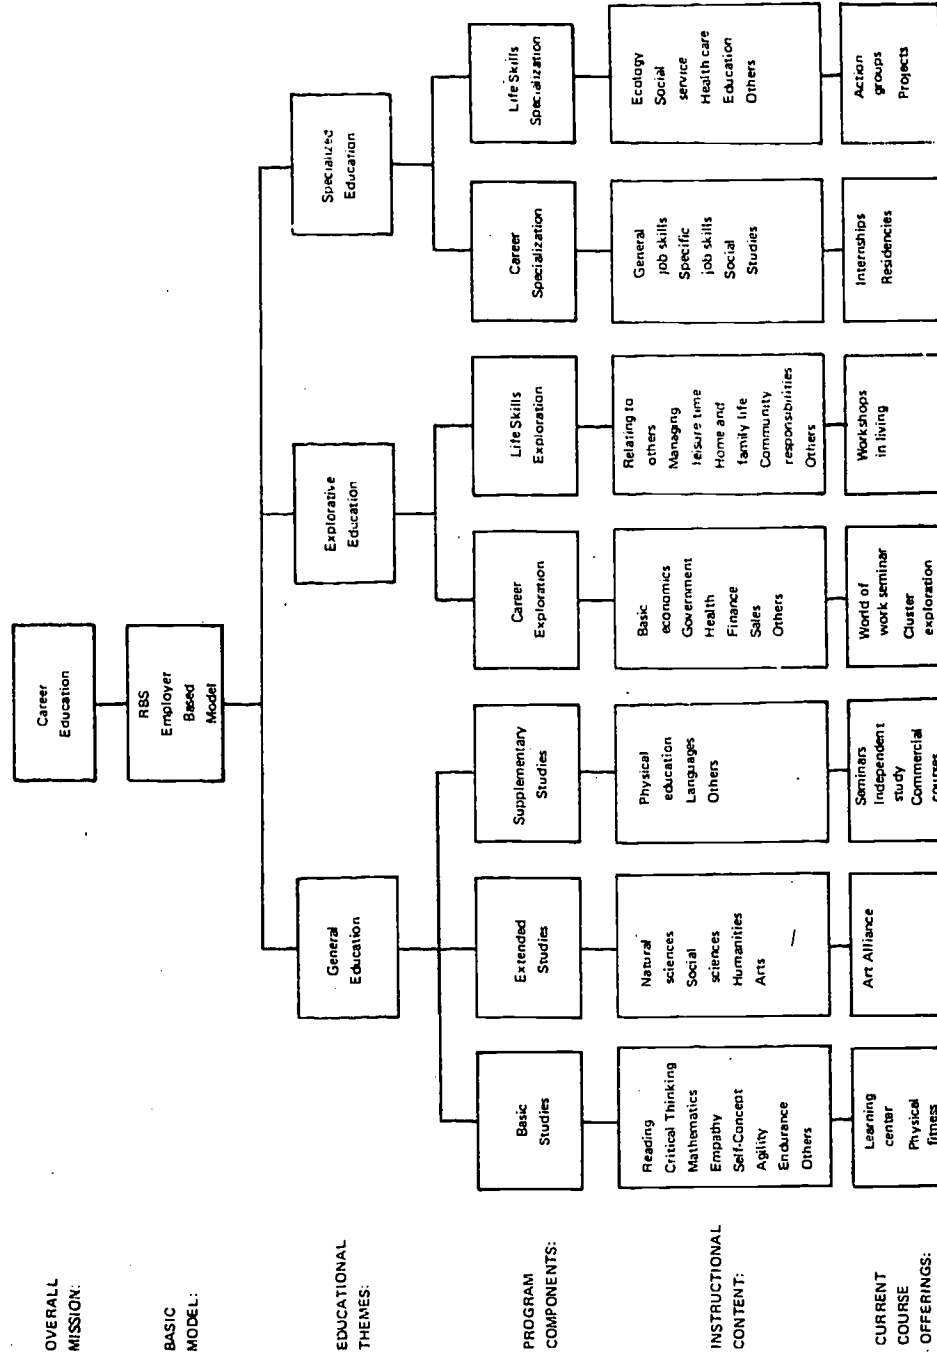 OVERALL
MISSION:
Career
Education
BASIC
MODEL:
RBS
Employer
Based
Model
EDUCATIONAL
THEMES:
General
Education
Explorative
Education
Specialized
Education
PROGRAM
COMPONENTS:
Basic
Studies
Extended
Studies
Supplementary
Studies
Career
Exploration
Life Skills
Exploration
Career
Specialization
Life Skills
Specialization
INSTRUCTIONAL
CONTENT:
Reading
Critical Thinking
Mathematics
Empathy
Self-Concept
Agility
Endurance
Others
Natural
sciences
Social
sciences
Humanities
Arts
Physical
education
Languages
Others
Basic
economics
Government
Health
Finance
Sales
Others
Relating to
others
Managing
leisure time
Home and
family life
Community
responsibilities
Others
General
job skills
Specific
job skills
Social
Studies
Ecology
Social
service
Health care
Education
Others
CURRENT
COURSE
OFFERINGS:
Learning
center
Physical
fitness
Art Alliance
Seminars
Independent
study
Commercial
courses
World of
work seminar
Cluster
exploration
Workshops
in living
Internships
Residencies
Action
groups
Projects